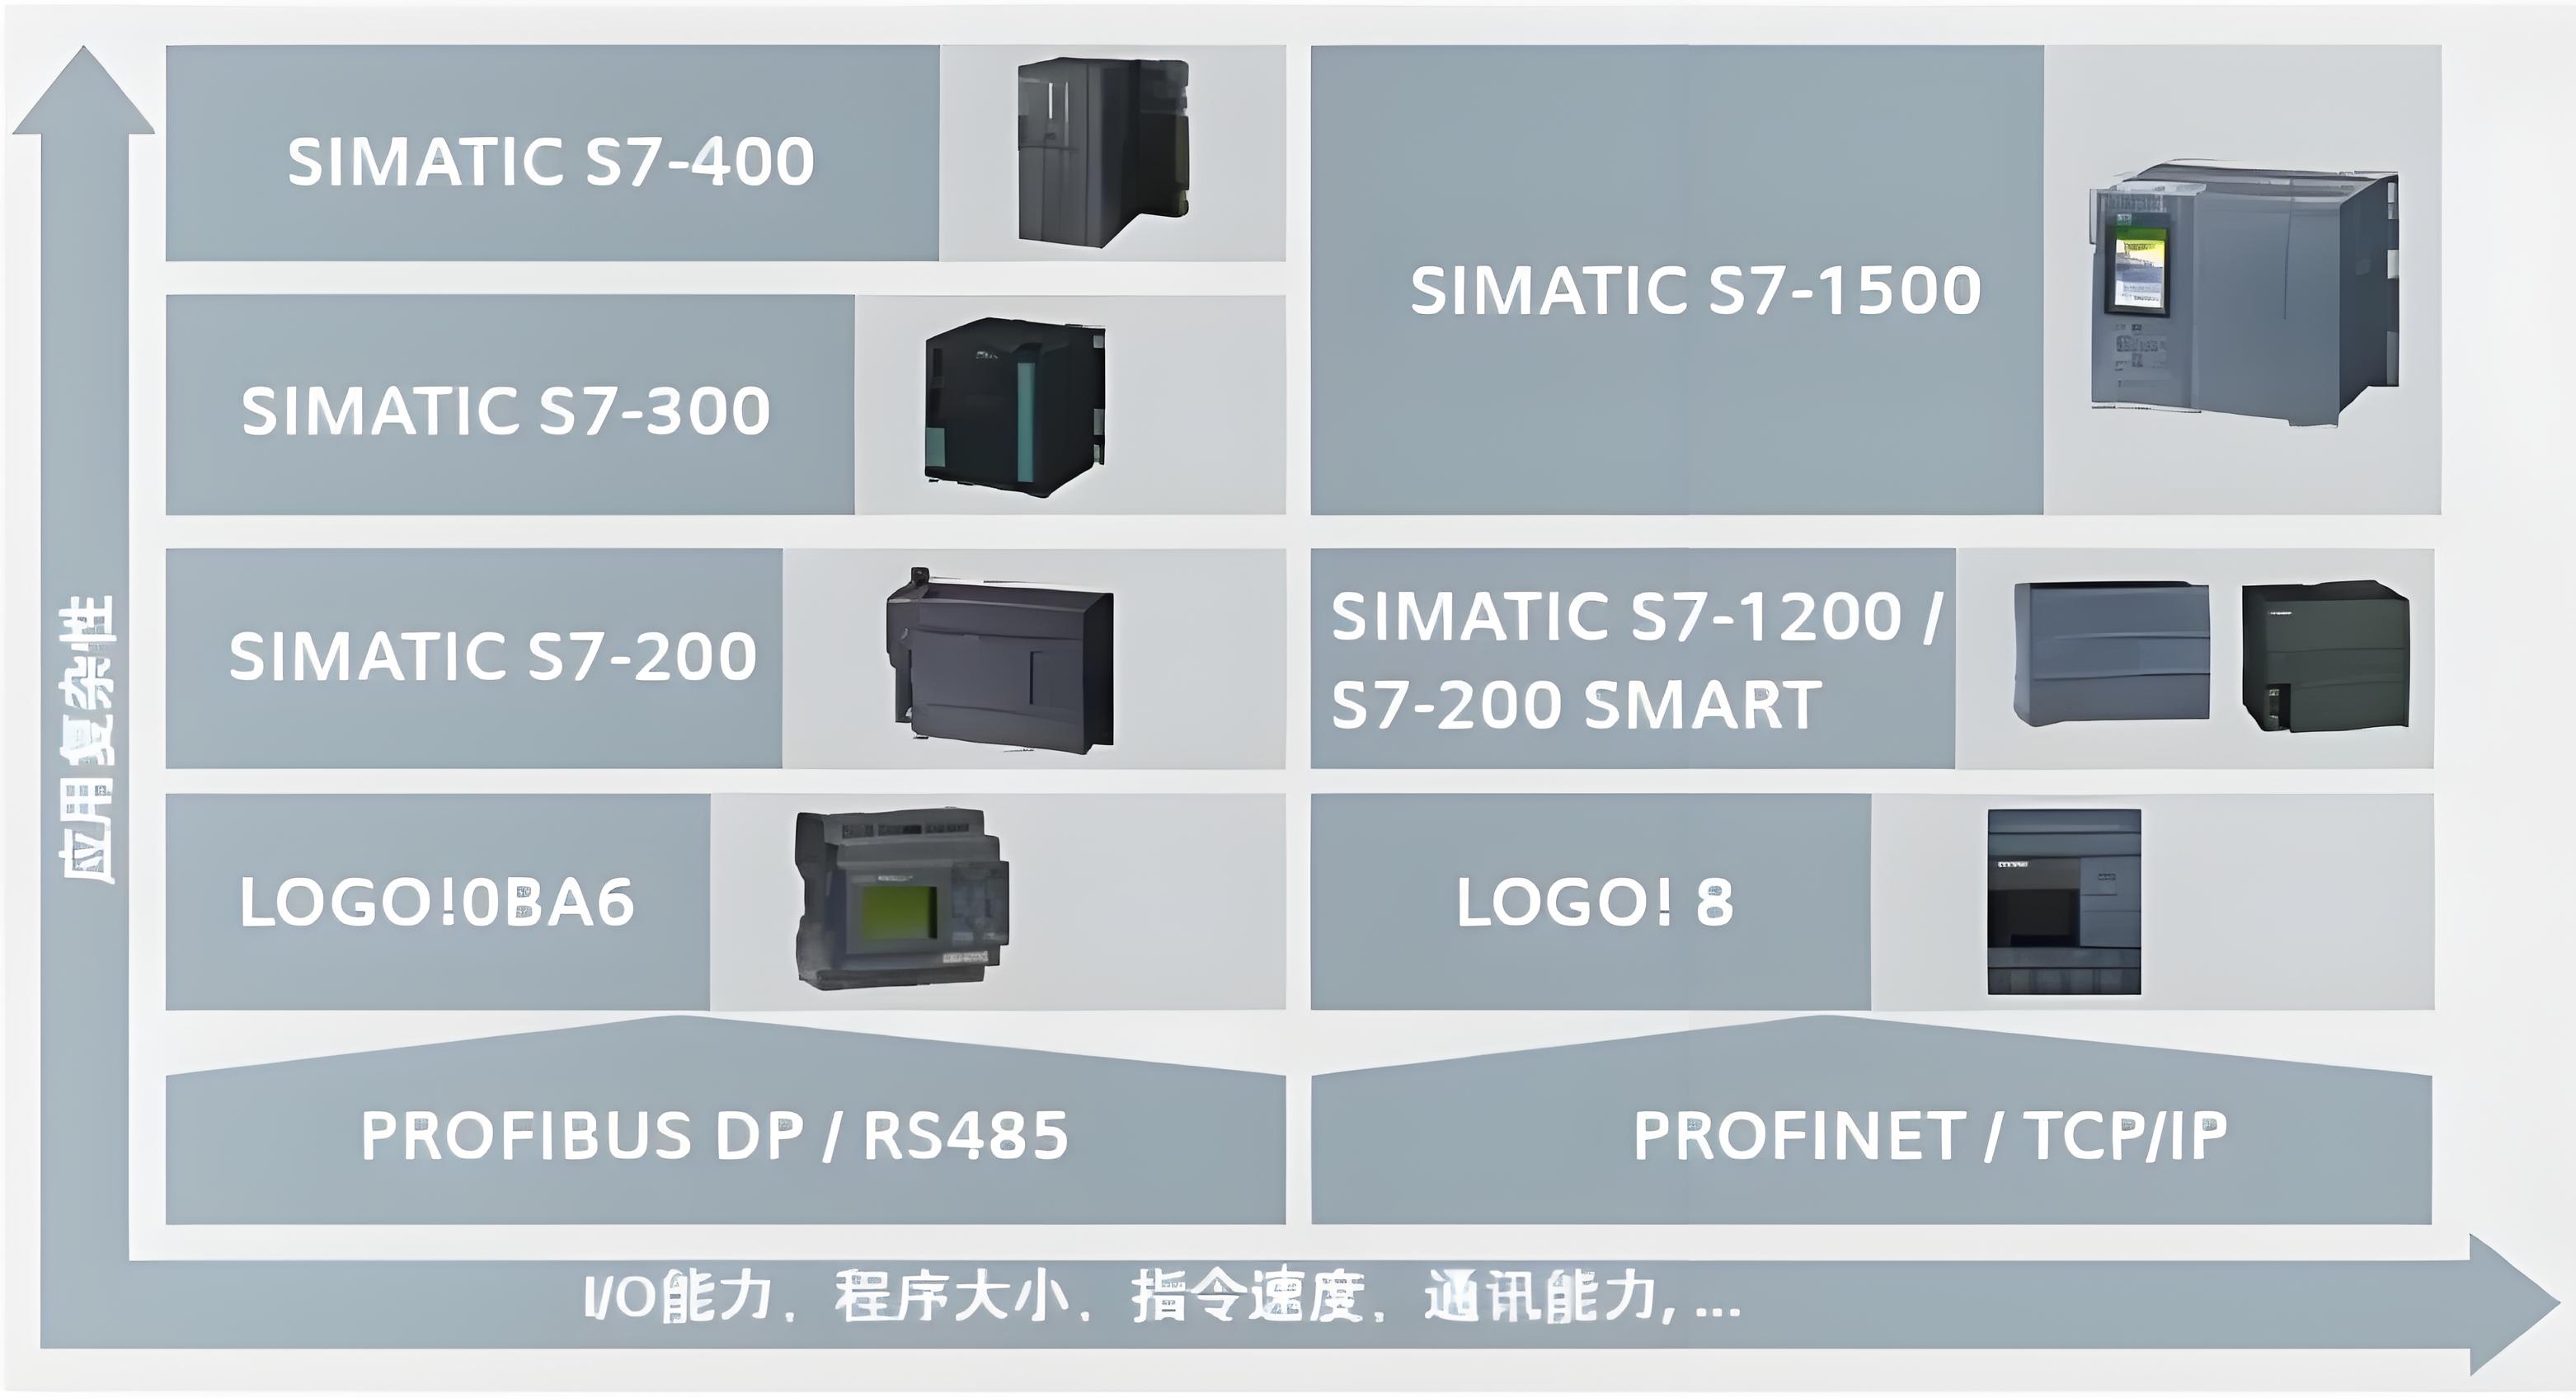 SIMATIC S7-400
SIMATIC S7-300
SIMATIC S7-200
LOGO!0BA6
PROFIBUS DP / RS485
SIMATIC S7-1500
SIMATIC S7-1200 /
S7-200 SMART
LOGO! 8
PROFINET / TCP/IP
应用复杂性
I/O能力, 程序大小, 指令速度, 通讯能力, ...